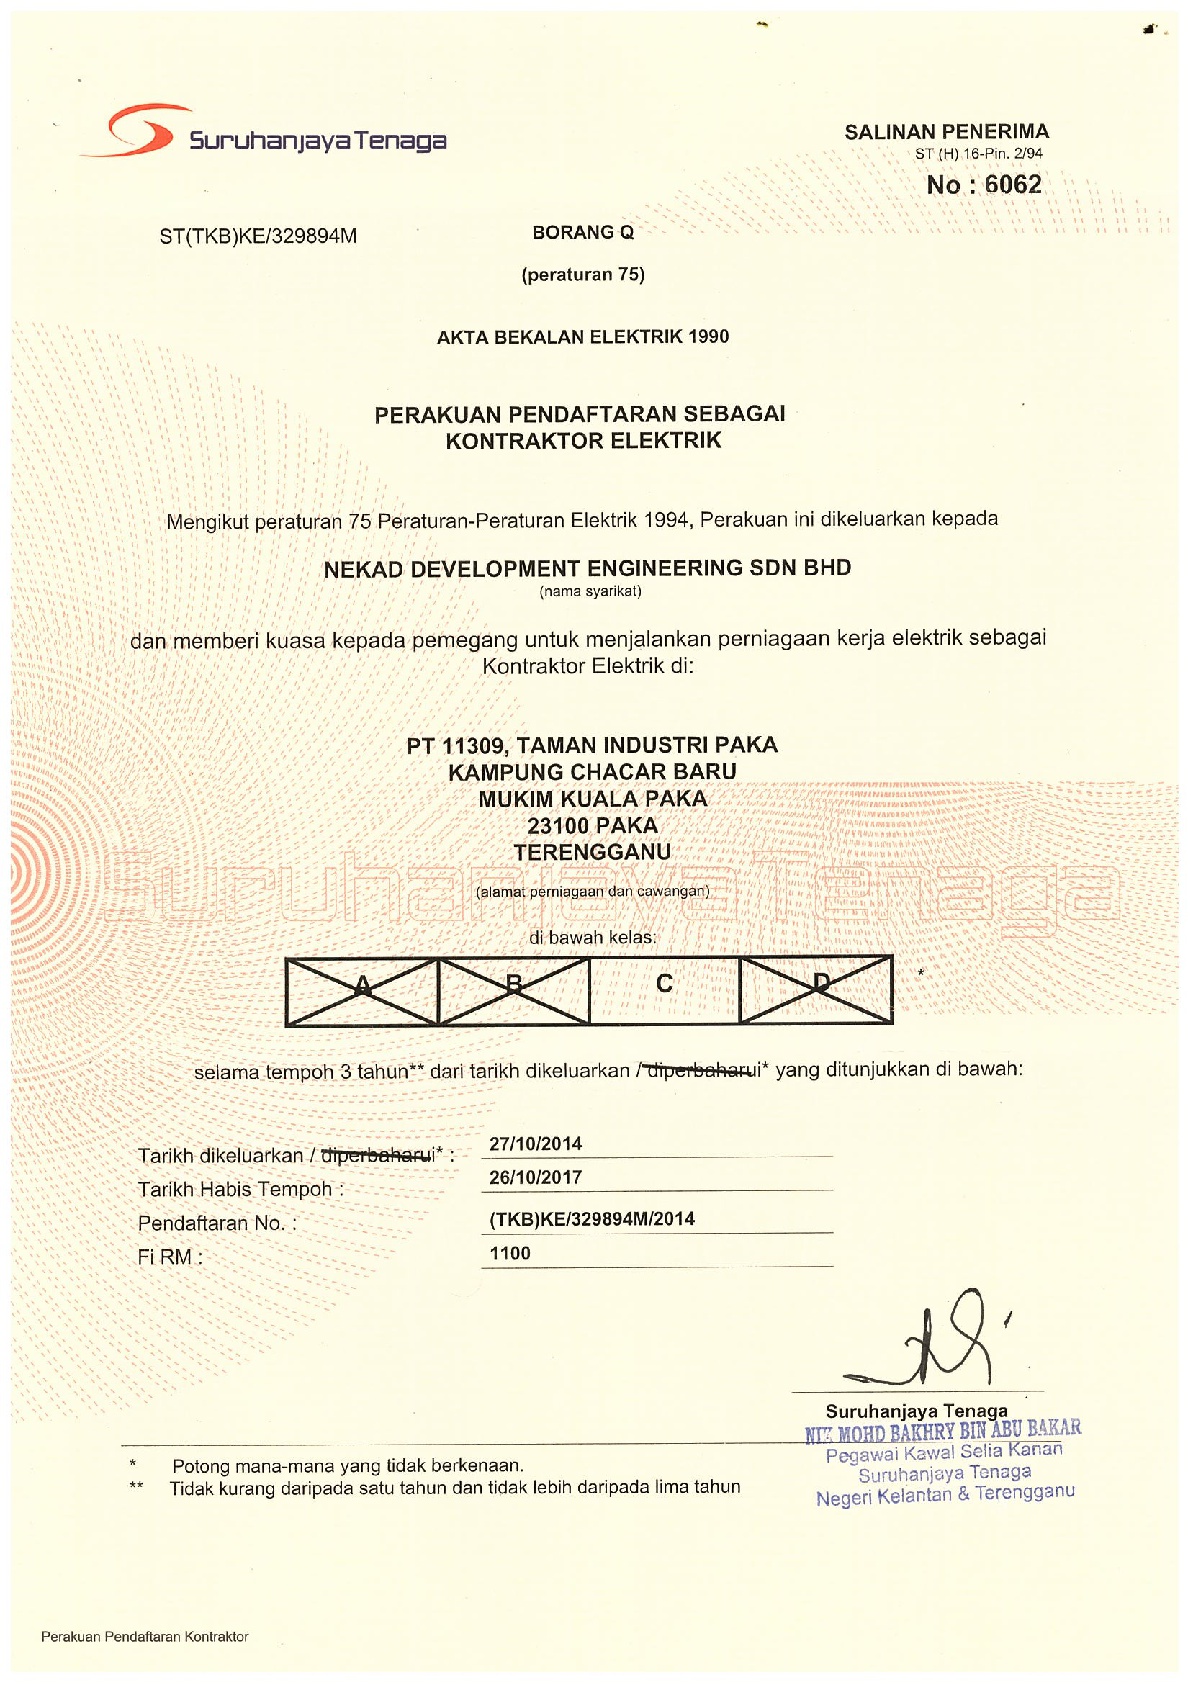 SuruhanjayaTenaga
SALINAN PENERIMA
ST (H) 16-Pin. 2/94
No : 6062
ST(TKB)KE/329894M
BORANG Q
(peraturan 75)
AKTA BEKALAN ELEKTRIK 1990
PERAKUAN PENDAFTARAN SEBAGAI
KONTRAKTOR ELEKTRIK
Mengikut peraturan 75 Peraturan-Peraturan Elektrik 1994, Perakuan ini dikeluarkan kepada
NEKAD DEVELOPMENT ENGINEERING SDN BHD
(nama syarikat)
dan memberi kuasa kepada pemegang untuk menjalankan perniagaan kerja elektrik sebagai
Kontraktor Elektrik di:
PT 11309, TAMAN INDUSTRI PAKA
KAMPUNG CHACAR BARU
MUKIM KUALA PAKA
23100 PAKA
TERENGGANU
SuruhanjayaTenaga
(alamat perniagaan dan cawangan)
di bawah kelas:
A B C D *
selama tempoh 3 tahun** dari tarikh dikeluarkan / diperbaharui* yang ditunjukkan di bawah:
Tarikh dikeluarkan / diperbaharui* : 27/10/2014
Tarikh Habis Tempoh : 26/10/2017
Pendaftaran No. : (TKB)KE/329894M/2014
Fi RM : 1100
Suruhanjaya Tenaga
MOHD BAKHRY BIN ABU BAKAR
Pegawai Kawal Selia Kanan
Suruhanjaya Tenaga
Negeri Kelantan & Terengganu
* Potong mana-mana yang tidak berkenaan.
** Tidak kurang daripada satu tahun dan tidak lebih daripada lima tahun
Perakuan Pendaftaran Kontraktor